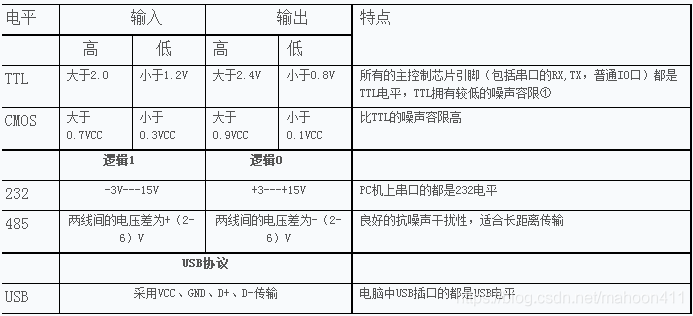 电平 输入 输出 特点
高 低 高 低
TTL 大于2.0 小于1.2V 大于2.4V 小于0.8V 所有的主控制芯片引脚（包括串口的RX,TX，普通IO口）都是
TTL电平，TTL拥有较低的噪声容限①
CMOS 大于 小于 大于 小于 比TTL的噪声容限高
0.7VCC 0.3VCC 0.9VCC 0.1VCC
逻辑1 逻辑0
232 -3V---15V +3---+15V PC机上串口的都是232电平
485 两线间的电压差为+（2- 两线间的电压差为-（2- 良好的抗噪声干扰性，适合长距离传输
6）V 6）V
USB协议
USB 采用VCC、GND、D+、D-传输 电脑中USB插口的都是USB电平
https://blog.csdn.net/mahoon411